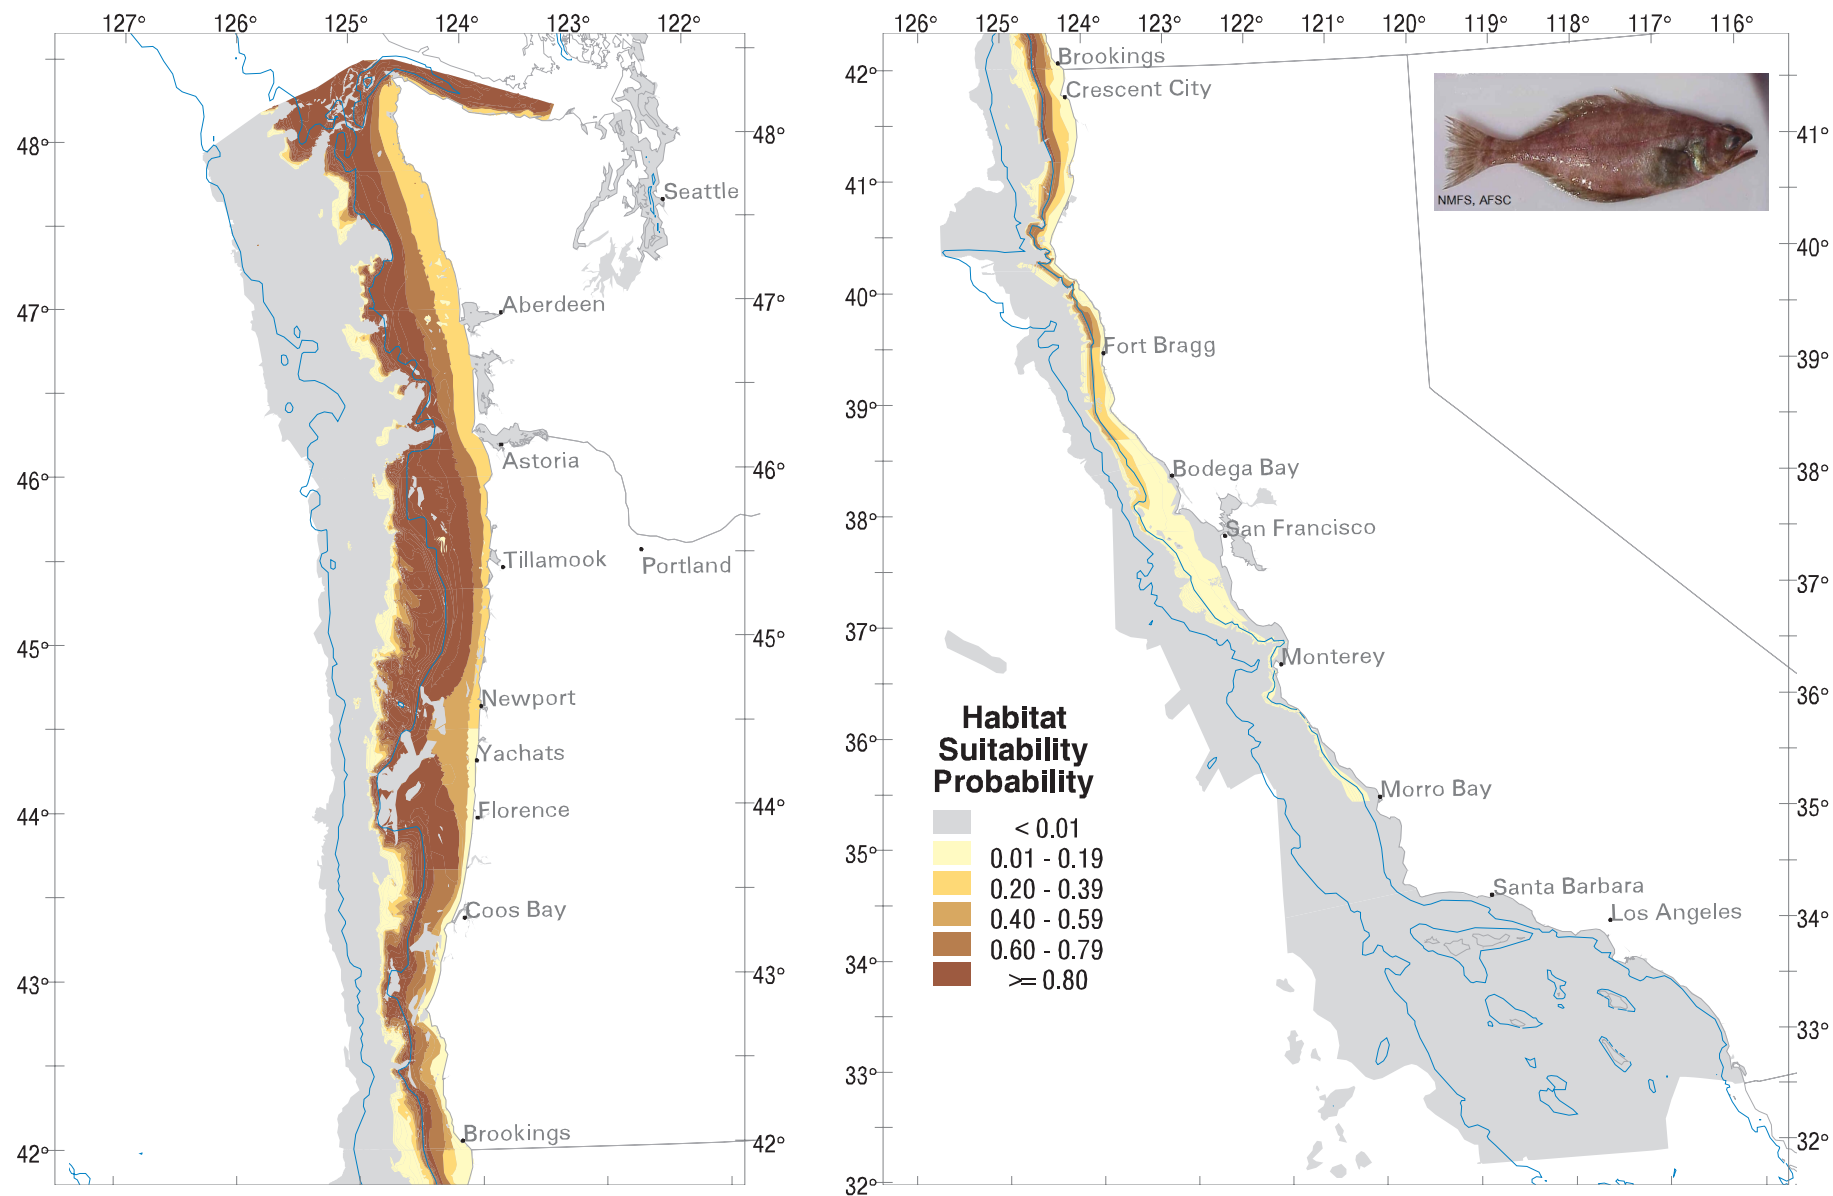 127° 126° 125° 124° 123° 122°
48°
47°
46°
45°
44°
43°
42°
48°
47°
46°
45°
44°
43°
42°
Seattle
Aberdeen
Astoria
Tillamook
Portland
Newport
Yachats
Florence
Coos Bay
Brookings
126° 125° 124° 123° 122° 121° 120° 119° 118° 117° 116°
42°
41°
40°
39°
38°
37°
36°
35°
34°
33°
32°
41°
40°
39°
38°
37°
36°
35°
34°
33°
32°
Brookings
Crescent City
NMFS, AFSC
Fort Bragg
Bodega Bay
San Francisco
Monterey
Morro Bay
Santa Barbara
Los Angeles
Habitat
Suitability
Probability
< 0.01
0.01 - 0.19
0.20 - 0.39
0.40 - 0.59
0.60 - 0.79
>= 0.80